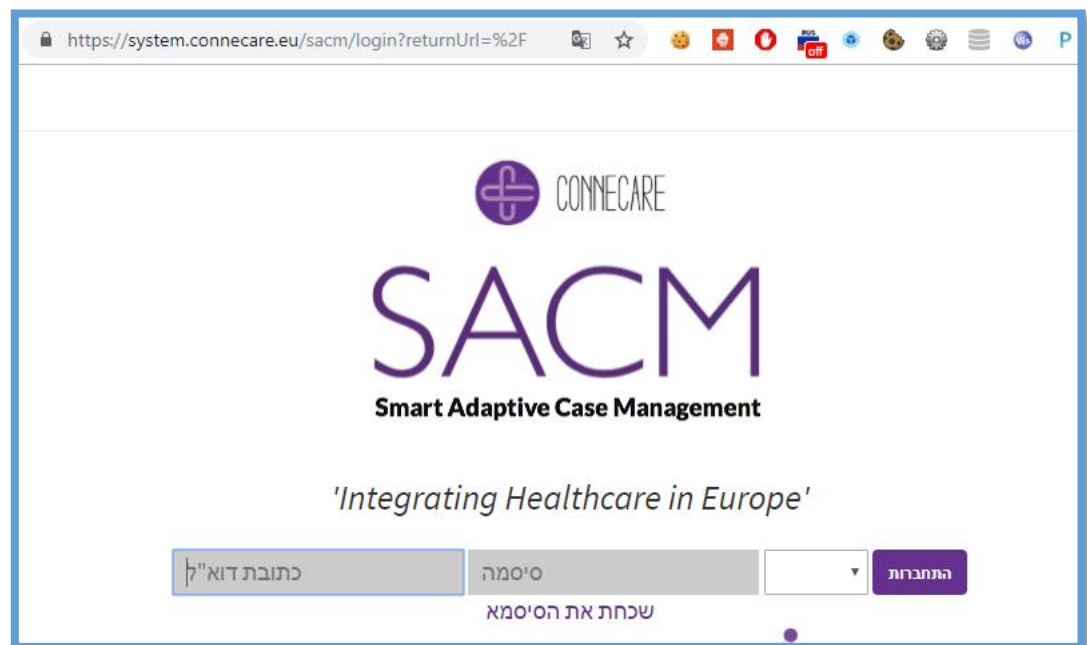 https://system.connecare.eu/sacm/login?returnUrl=%2F
off
P
CONNECARE
SACM
Smart Adaptive Case Management
'Integrating Healthcare in Europe'
כתובת דוא"ל
סיסמה
התחברות
שכחת את הסיסמא